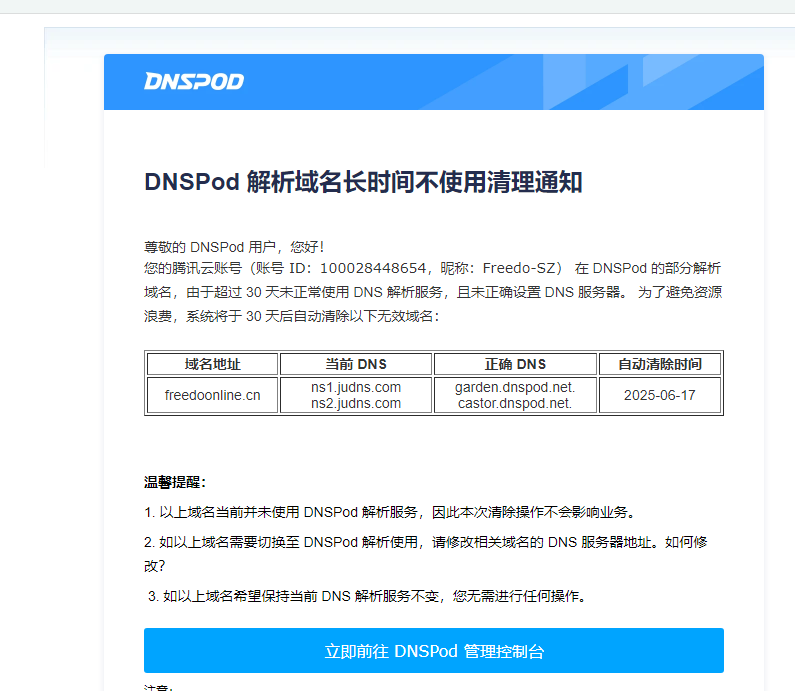 DNSPOD
DNSPod 解析域名长时间不使用清理通知
尊敬的 DNSPod 用户，您好！
您的腾讯云账号（账号 ID：100028448654，昵称：Freedo-SZ） 在 DNSPod 的部分解析
域名，由于超过 30 天未正常使用 DNS 解析服务，且未正确设置 DNS 服务器。 为了避免资源
浪费，系统将于 30 天后自动清除以下无效域名：
域名地址 当前 DNS 正确 DNS 自动清除时间
freedoonline.cn ns1.judns.com garden.dnspod.net. 2025-06-17
ns2.judns.com castor.dnspod.net.
温馨提醒：
1. 以上域名当前并未使用 DNSPod 解析服务，因此本次清除操作不会影响业务。
2. 如以上域名需要切换至 DNSPod 解析使用，请修改相关域名的 DNS 服务器地址。如何修
改？
3. 如以上域名希望保持当前 DNS 解析服务不变，您无需进行任何操作。
立即前往 DNSPod 管理控制台
注意：